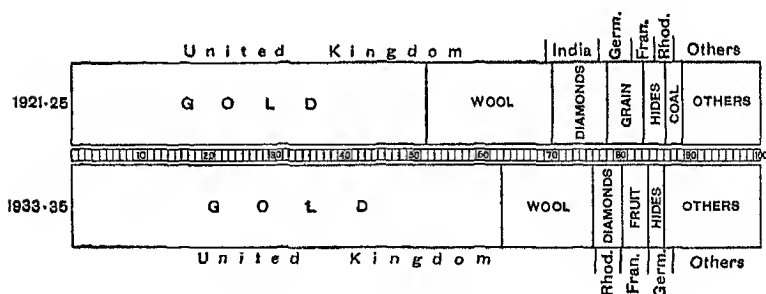 United Kingdom India Germ. Fran. Rhod. Others
1921-25 GOLD WOOL DIAMONDS GRAIN HIDES COAL OTHERS
10 20 30 40 50 60 70 80 90 100
1933-35 GOLD WOOL DIAMONDS FRUIT HIDES OTHERS
United Kingdom Rhod. Fran. Germ. Others